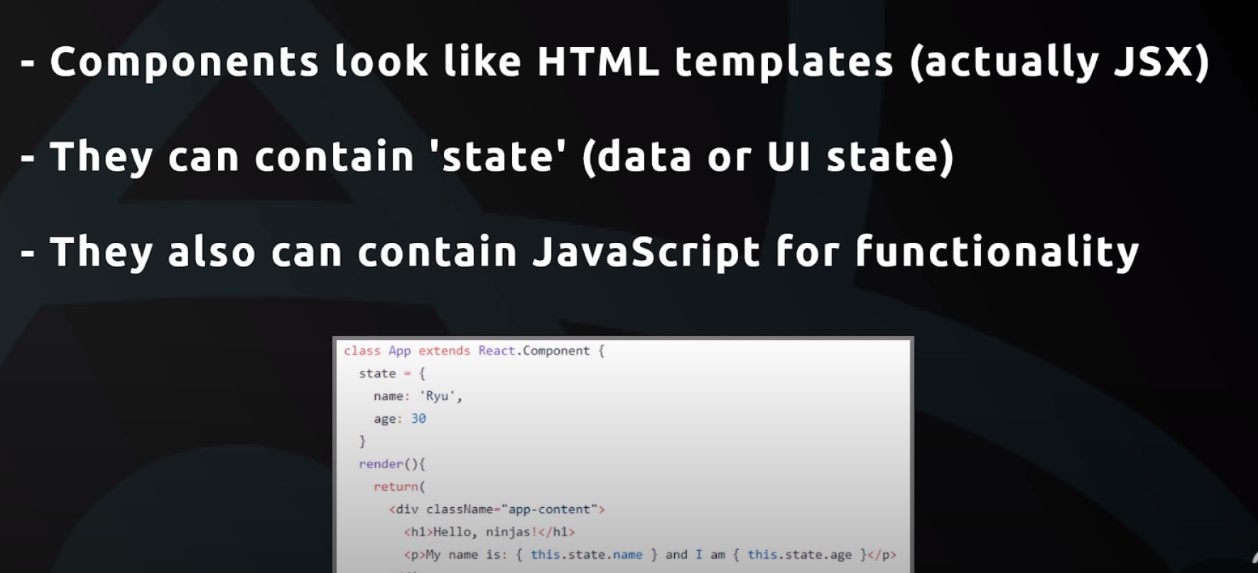 - Components look like HTML templates (actually JSX)
- They can contain 'state' (data or UI state)
- They also can contain JavaScript for functionality
class App extends React.Component {
state = {
name: 'Ryu',
age: 30
}
render(){
return(
<div className="app-content">
<h1>Hello, ninjas!</h1>
<p>My name is: { this.state.name } and I am { this.state.age }</p>